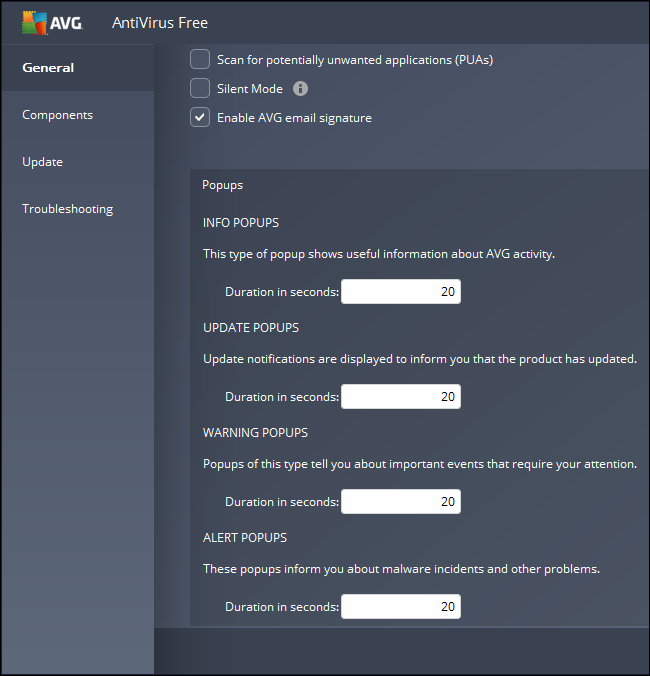 AVG AntiVirus Free
General
Components
Update
Troubleshooting
Scan for potentially unwanted applications (PUAs)
Silent Mode
Enable AVG email signature
Popups
INFO POPUPS
This type of popup shows useful information about AVG activity.
Duration in seconds: 20
UPDATE POPUPS
Update notifications are displayed to inform you that the product has updated.
Duration in seconds: 20
WARNING POPUPS
Popups of this type tell you about important events that require your attention.
Duration in seconds: 20
ALERT POPUPS
These popups inform you about malware incidents and other problems.
Duration in seconds: 20